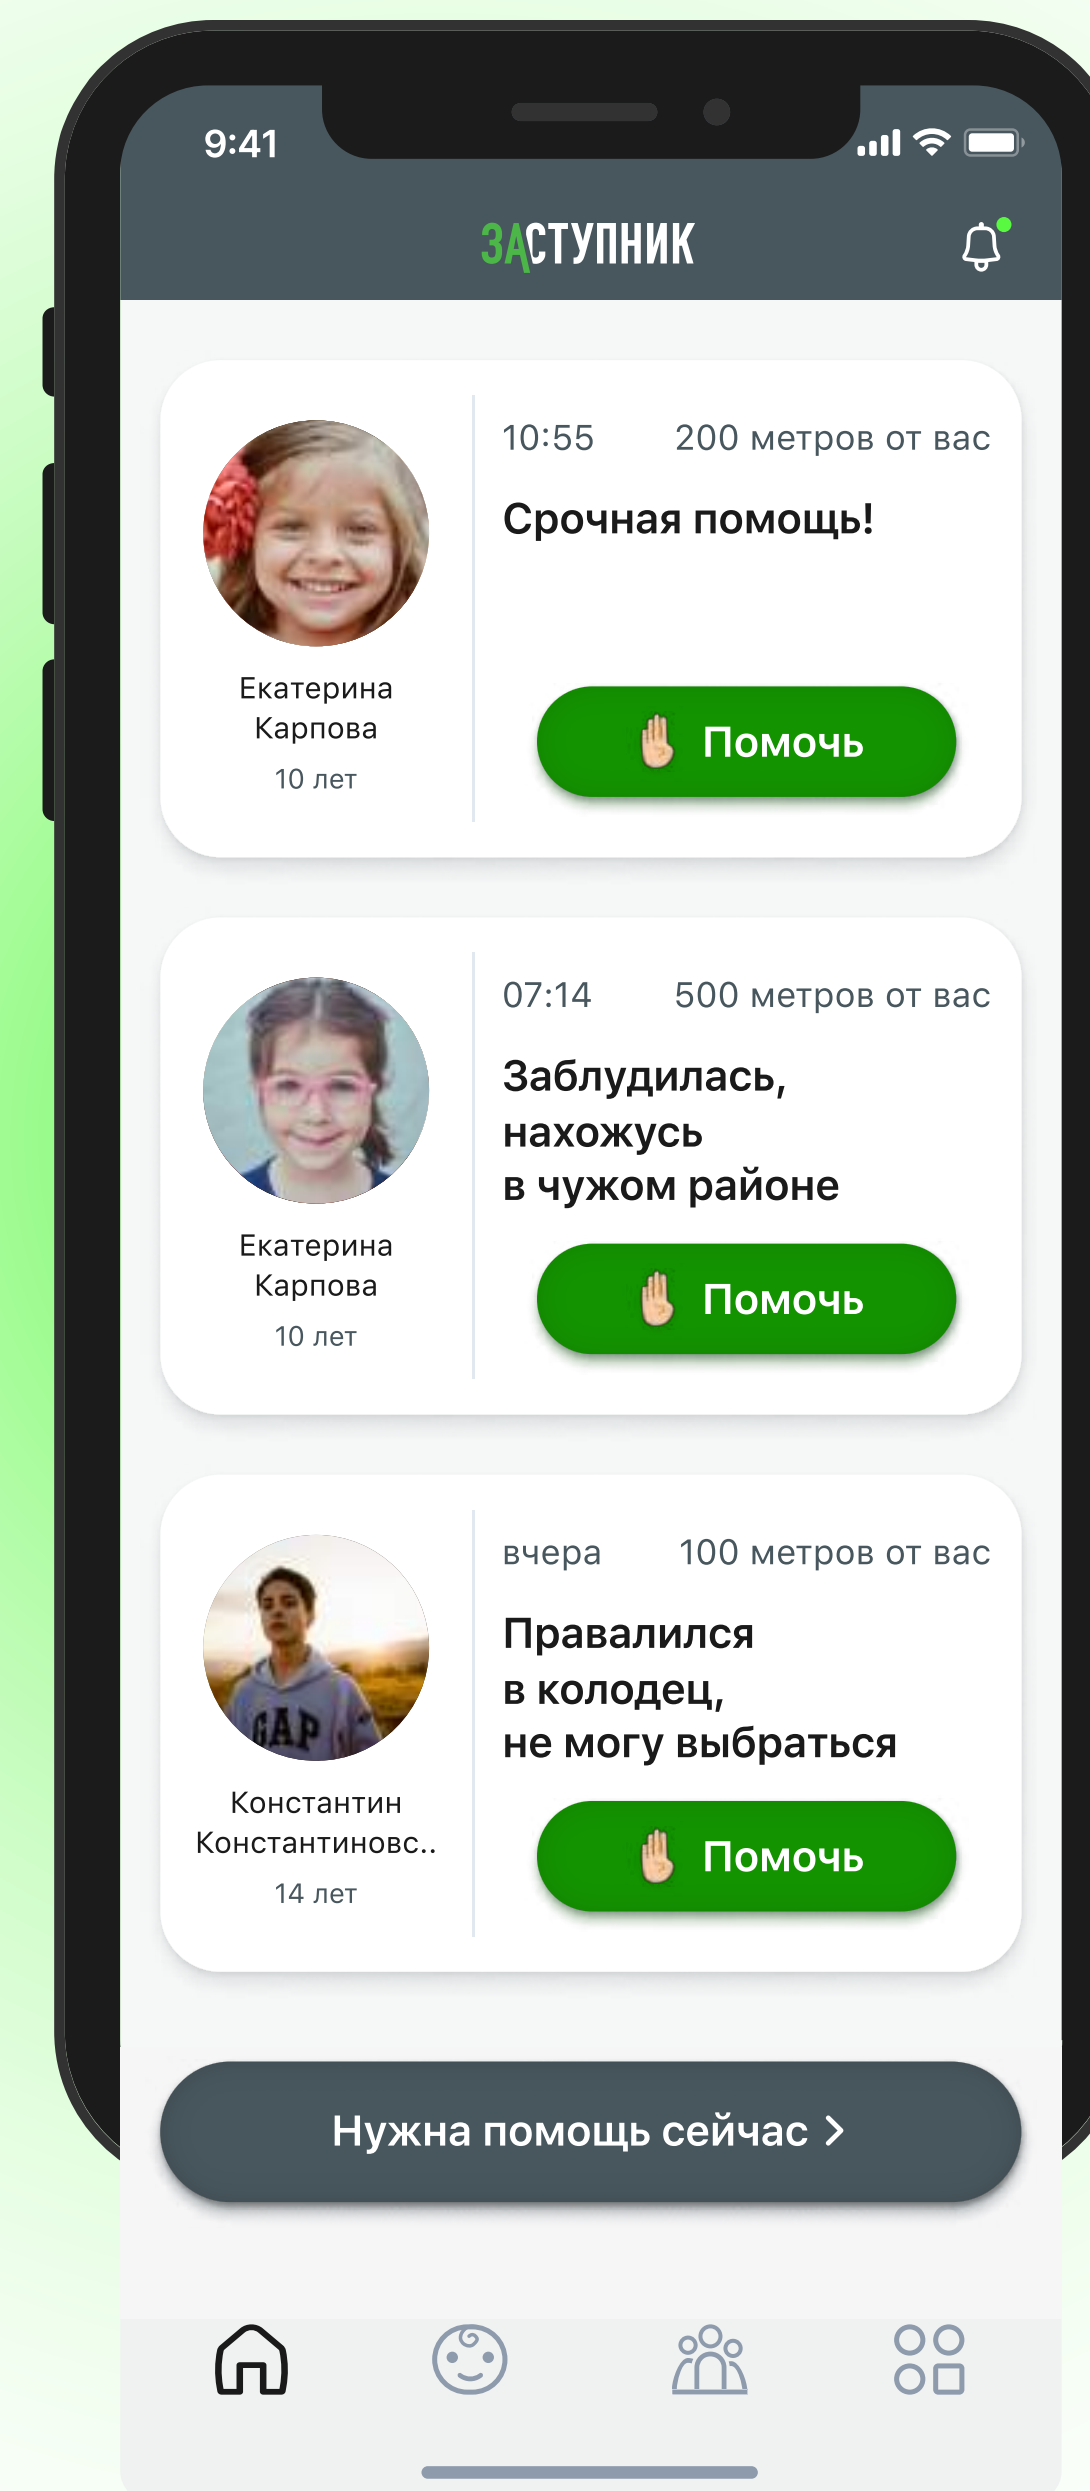 9:41
ЗАСТУПНИК
10:55 200 метров от вас
Срочная помощь!
Екатерина
Карпова
10 лет
Помочь
07:14 500 метров от вас
Заблудилась,
нахожусь
в чужом районе
Екатерина
Карпова
10 лет
Помочь
вчера 100 метров от вас
Правалился
в колодец,
не могу выбраться
GAP
Константин
Константиновс..
14 лет
Помочь
Нужна помощь сейчас >